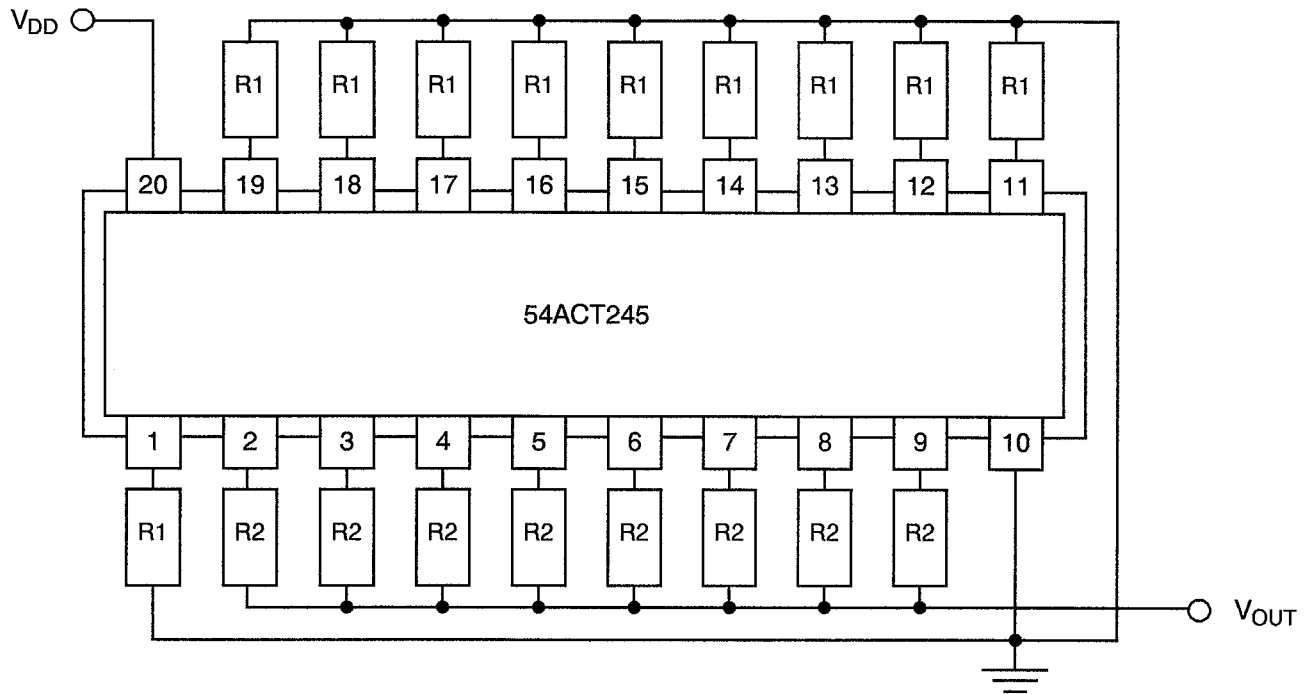 V_DD
R1 R1 R1 R1 R1 R1 R1 R1 R1
20 19 18 17 16 15 14 13 12 11
54ACT245
1 2 3 4 5 6 7 8 9 10
R1 R2 R2 R2 R2 R2 R2 R2 R2
V_OUT